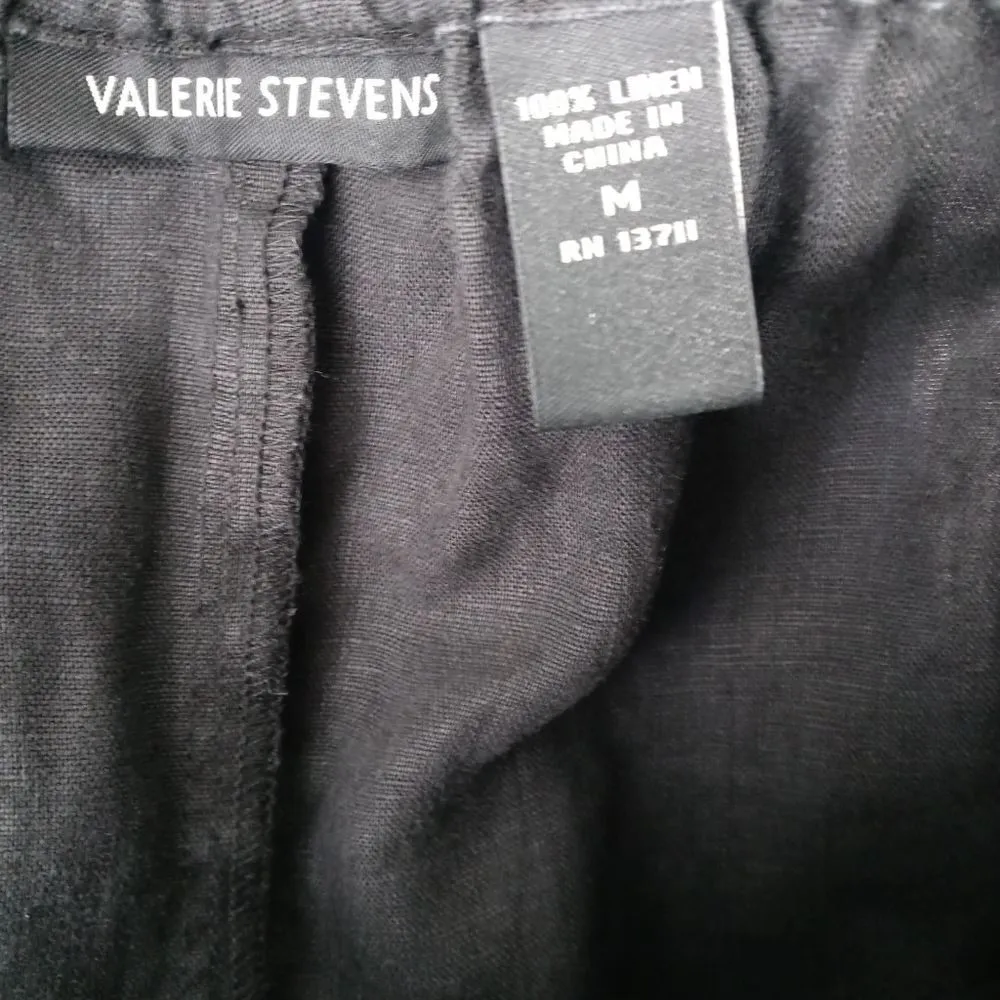 VALERIE STEVENS
100% LINEN
MADE IN
CHINA
M
RN 13711